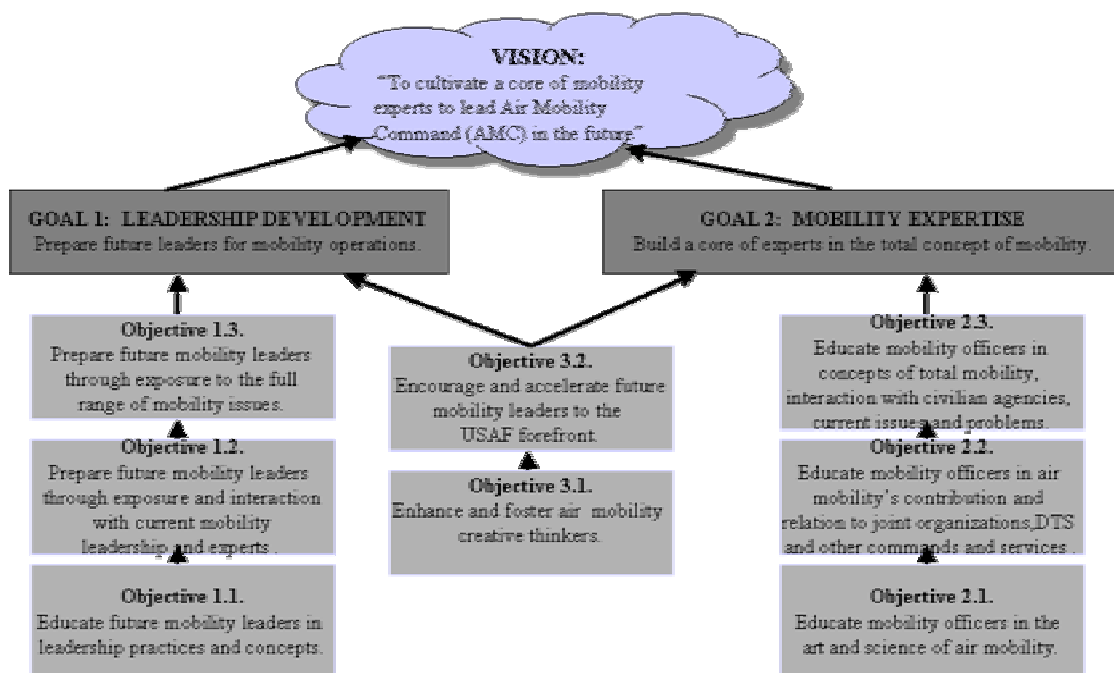 VISION:
"To cultivate a core of mobility
experts to lead Air Mobility
Command (AMC) in the future"
GOAL 1: LEADERSHIP DEVELOPMENT
Prepare future leaders for mobility operations.
GOAL 2: MOBILITY EXPERTISE
Build a core of experts in the total concept of mobility.
Objective 1.3.
Prepare future mobility leaders
through exposure to the full
range of mobility issues.
Objective 1.2.
Prepare future mobility leaders
through exposure and interaction
with current mobility
leadership and experts .
Objective 1.1.
Educate future mobility leaders in
leadership practices and concepts.
Objective 3.2.
Encourage and accelerate future
mobility leaders to the
USAF forefront.
Objective 3.1.
Enhance and foster air mobility
creative thinkers.
Objective 2.3.
Educate mobility officers in
concepts of total mobility,
interaction with civilian agencies,
current issues and problems.
Objective 2.2.
Educate mobility officers in air
mobility's contribution and
relation to joint organizations,DTS
and other commands and services .
Objective 2.1.
Educate mobility officers in the
art and science of air mobility.